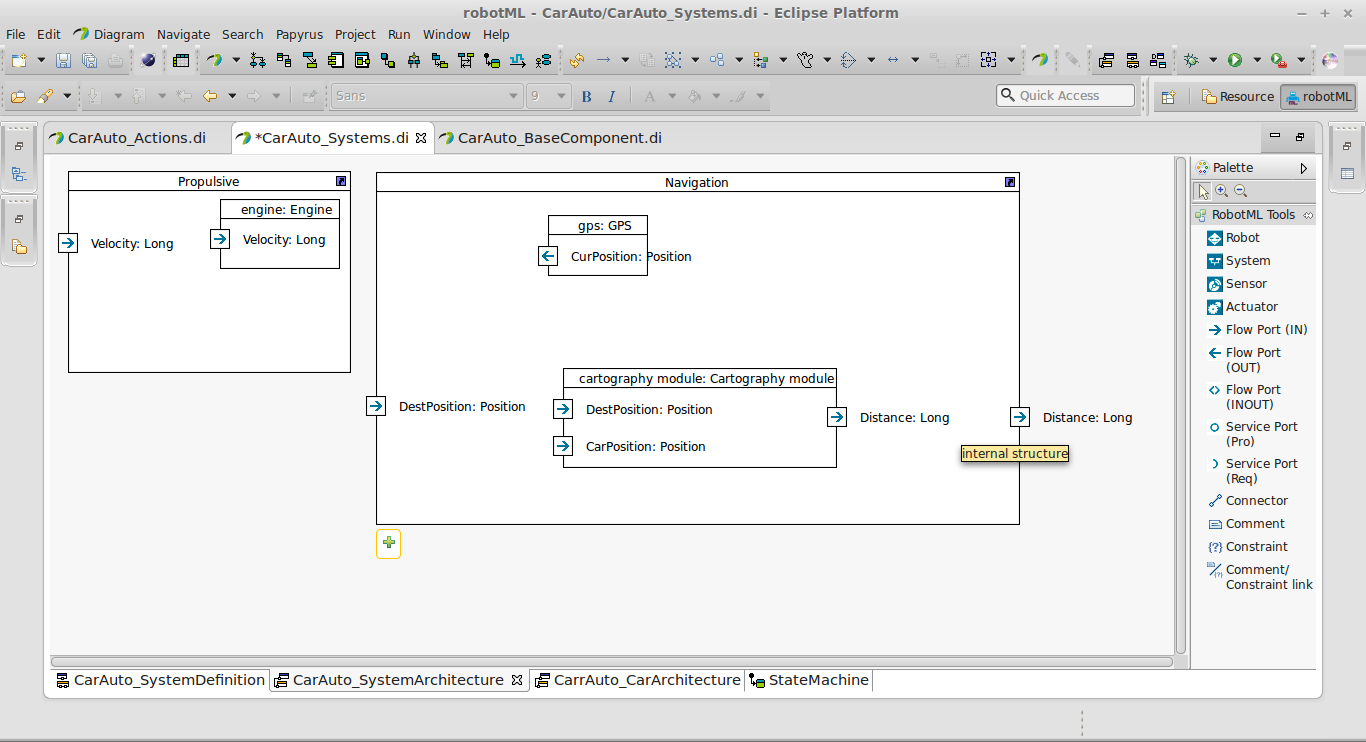 robotML - CarAuto/CarAuto_Systems.di - Eclipse Platform
File Edit Diagram Navigate Search Papyrus Project Run Window Help
Sans 9 B I A Quick Access Resource robotML
CarAuto_Actions.di *CarAuto_Systems.di CarAuto_BaseComponent.di
Propulsive
engine: Engine
Velocity: Long
Velocity: Long
Navigation
gps: GPS
CurPosition: Position
cartography module: Cartography module
DestPosition: Position
DestPosition: Position
CarPosition: Position
Distance: Long
Distance: Long
internal structure
Palette
RobotML Tools
Robot
System
Sensor
Actuator
Flow Port (IN)
Flow Port
(OUT)
Flow Port
(INOUT)
Service Port
(Pro)
Service Port
(Req)
Connector
Comment
Constraint
Comment/
Constraint link
CarAuto_SystemDefinition CarAuto_SystemArchitecture CarrAuto_CarArchitecture StateMachine